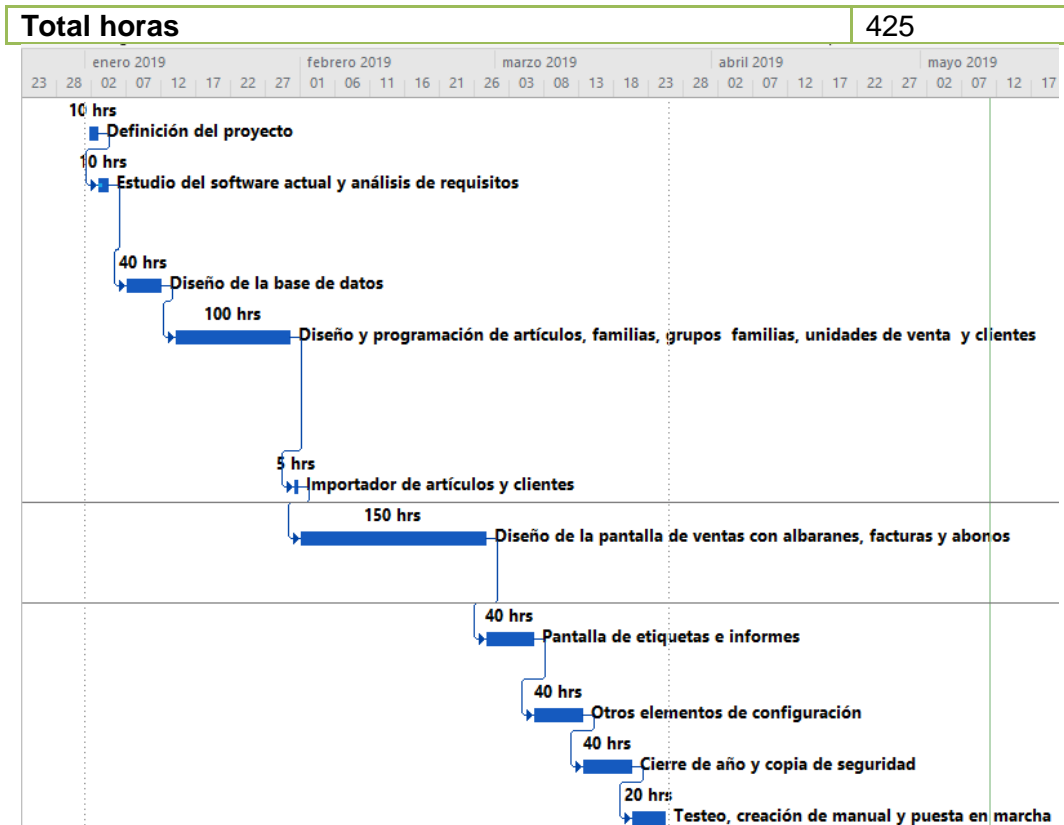 Total horas 425
enero 2019 febrero 2019 marzo 2019 abril 2019 mayo 2019
23 28 02 07 12 17 22 27 01 06 11 16 21 26 03 08 13 18 23 28 02 07 12 17 22 27 02 07 12 17
10 hrs
Definición del proyecto
10 hrs
Estudio del software actual y análisis de requisitos
40 hrs
Diseño de la base de datos
100 hrs
Diseño y programación de artículos, familias, grupos familias, unidades de venta y clientes
5 hrs
Importador de artículos y clientes
150 hrs
Diseño de la pantalla de ventas con albaranes, facturas y abonos
40 hrs
Pantalla de etiquetas e informes
40 hrs
Otros elementos de configuración
40 hrs
Cierre de año y copia de seguridad
20 hrs
Testeo, creación de manual y puesta en marcha